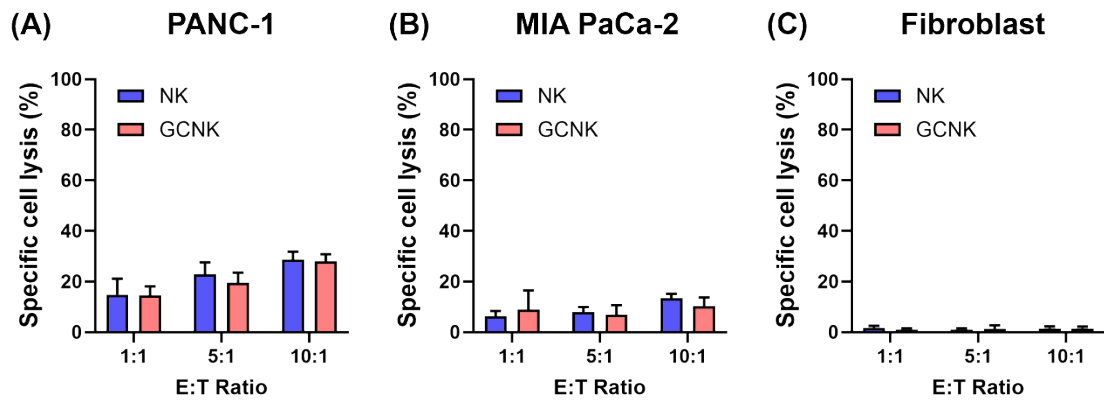 (A) PANC-1
Specific cell lysis (%)
100
80
60
40
20
0
NK
GCNK
1:1 5:1 10:1
E:T Ratio
(B) MIA PaCa-2
Specific cell lysis (%)
100
80
60
40
20
0
NK
GCNK
1:1 5:1 10:1
E:T Ratio
(C) Fibroblast
Specific cell lysis (%)
100
80
60
40
20
0
NK
GCNK
1:1 5:1 10:1
E:T Ratio